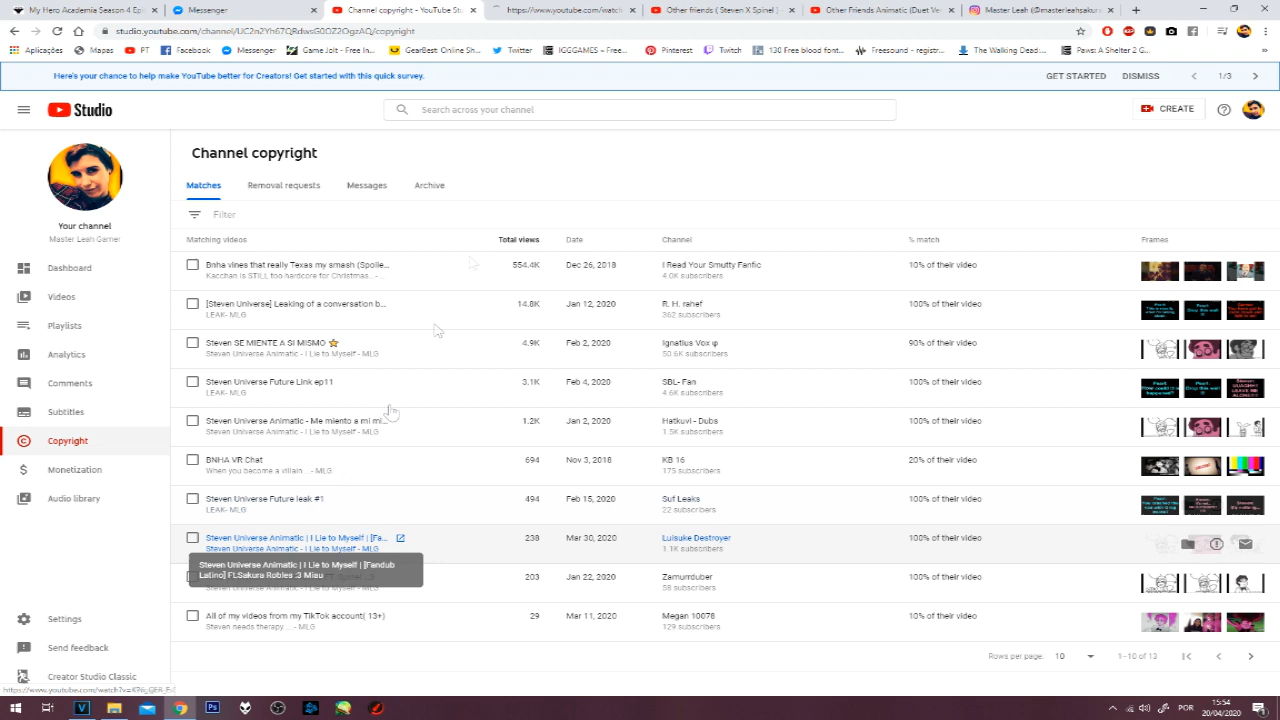 My Hero Academia Season 4 Epi
Messenger
Channel copyright - YouTube St
https://www.youtube.com/watch?
Other friends ( Steven X Spi
Other Friends Animatic (Duet Ve
Master Leah (@masterleahsakur
studio.youtube.com/channel/UC2n2Yh67QRdwsG0DZ2OgzAQ/copyright
Aplicações
Mapas
PT
Facebook
Messenger
Game Jolt - Free In...
GearBest Online Sh...
Twitter
IGGGAMES – Free...
Pinterest
Twitch
130 Free blood font...
Freesound - regist...
The Walking Dead:...
Paws: A Shelter 2 G...
Here's your chance to help make YouTube better for Creators! Get started with this quick survey.
GET STARTED
DISMISS
1/3
Studio
Search across your channel
CREATE
Channel copyright
Matches
Removal requests
Messages
Archive
Filter
Your channel
Master Leah Gamer
Dashboard
Videos
Playlists
Analytics
Comments
Subtitles
Copyright
Monetization
Audio library
Settings
Send feedback
Creator Studio Classic
Matching videos
Total views
Date
Channel
% match
Frames
Bnha vines that really Texas my smash (Spoile...
Kacchan is STILL too hardcore for Christmas.. -...
554.4K
Dec 26, 2018
I Read Your Smutty Fanfic
4.0K subscribers
10% of their video
[Steven Universe] Leaking of a conversation b...
LEAK- MLG
14.8K
Jan 12, 2020
R. H. rahef
362 subscribers
100% of their video
Steven SE MIENTE A SI MISMO ⭐
Steven Universe Animatic - I Lie to Myself - MLG
4.9K
Feb 2, 2020
Ignatius Vox φ
50.6K subscribers
90% of their video
Steven Universe Future Link ep11
LEAK- MLG
3.1K
Feb 4, 2020
SBL- Fan
4.6K subscribers
100% of their video
Steven Universe Animatic - Me miento a mi mi...
Steven Universe Animatic - I Lie to Myself - MLG
1.2K
Jan 2, 2020
Hatkuvi - Dubs
1.5K subscribers
100% of their video
BNHA VR Chat
When you become a villain ...- MLG
694
Nov 3, 2018
KB 16
175 subscribers
20% of their video
Steven Universe Future leak #1
LEAK- MLG
494
Feb 15, 2020
Suf Leaks
22 subscribers
100% of their video
Steven Universe Animatic | I Lie to Myself | [Fa...
Steven Universe Animatic - I Lie to Myself - MLG
238
Mar 30, 2020
Luisuke Destroyer
1.1K subscribers
100% of their video
Steven Universe Animatic | I Lie to Myself | [Fandub
Latino] Ft.Sakura Robles :3 Miau
203
Jan 22, 2020
Zamurrduber
58 subscribers
100% of their video
All of my videos from my TikTok account( 13+)
Steven needs therapy.... - MLG
29
Mar 11, 2020
Megan 10078
129 subscribers
10% of their video
Rows per page:
10
1–10 of 13
POR
15:54
20/04/2020